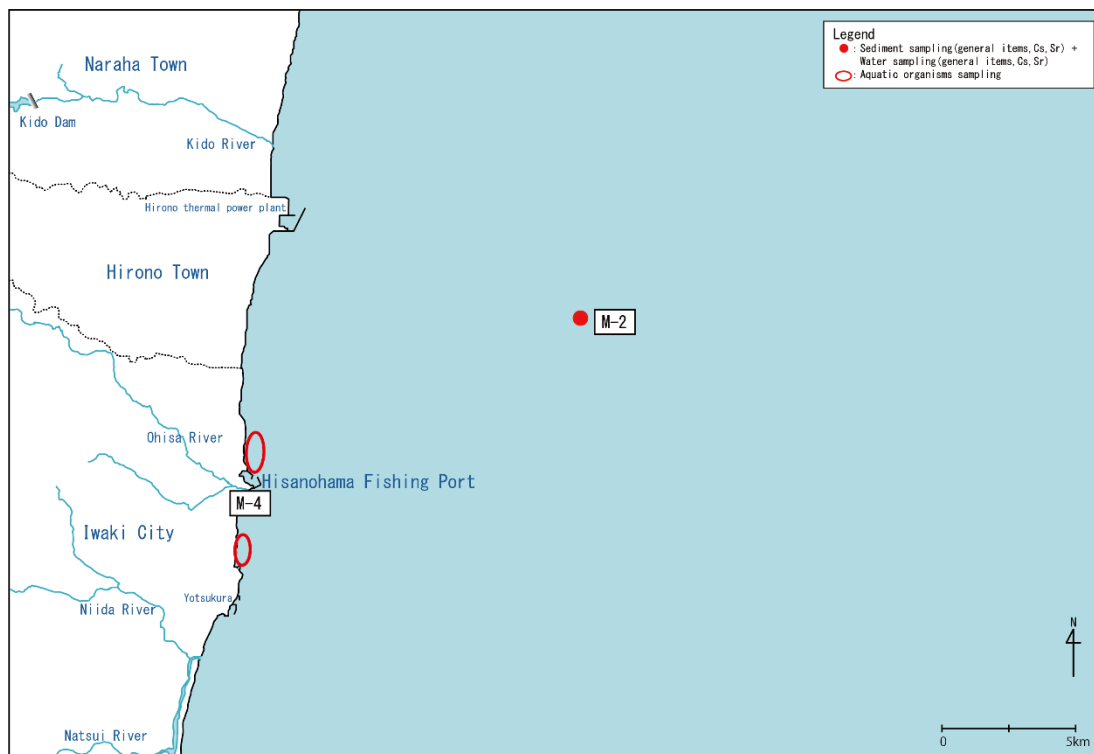 Legend
: Sediment sampling(general items,Cs,Sr) +
Water sampling(general items,Cs,Sr)
: Aquatic organisms sampling
Naraha Town
Kido Dam
Kido River
Hirono thermal power plant
Hirono Town
M-2
Ohisa River
Hisanohama Fishing Port
M-4
Iwaki City
Yotsukura
Niida River
N
Natsui River
0
5km